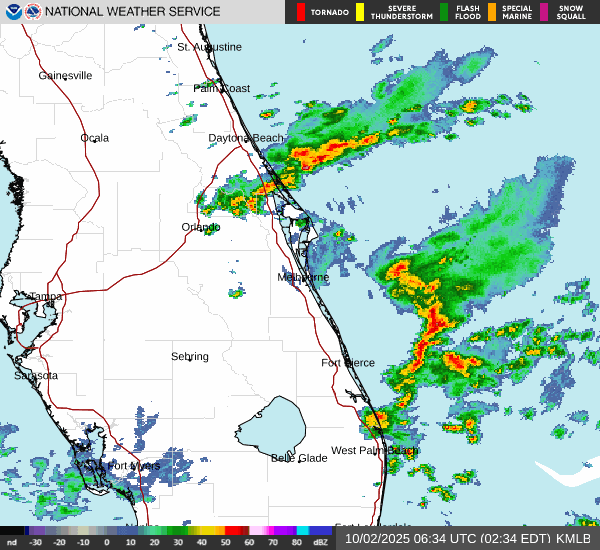 NATIONAL WEATHER SERVICE
TORNADO
SEVERE
THUNDERSTORM
FLASH
FLOOD
SPECIAL
MARINE
SNOW
SQUALL
St. Augustine
Gainesville
Palm Coast
Ocala
Daytona Beach
Orlando
Melbourne
Tampa
Sebring
Fort Pierce
Sarasota
West Palm Beach
Belle Glade
Fort Myers
nd -30 -20 -10 0 10 20 30 40 50 60 70 80 dBZ
10/02/2025 06:34 UTC (02:34 EDT) KMLB